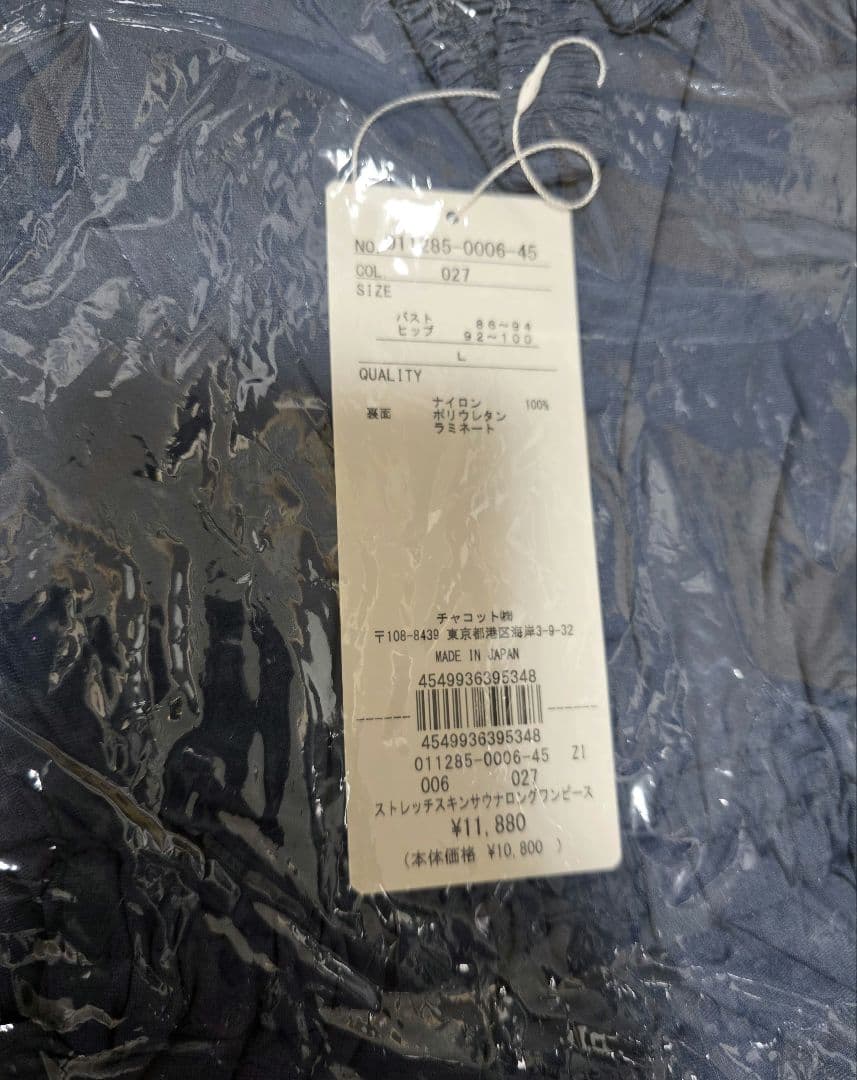 NO. 011285-0006-45
COL. 027
SIZE
バスト 86~94
ヒップ 92~100
L
QUALITY
ナイロン 100%
裏面 ポリウレタン
ラミネート
チャコット㈱
〒108-8439 東京都港区海岸3-9-32
MADE IN JAPAN
4549936395348
4549936395348
011285-0006-45 ZI
006 027
ストレッチスキンサウナロングワンピース
¥11,880
(本体価格 ¥10,800 )